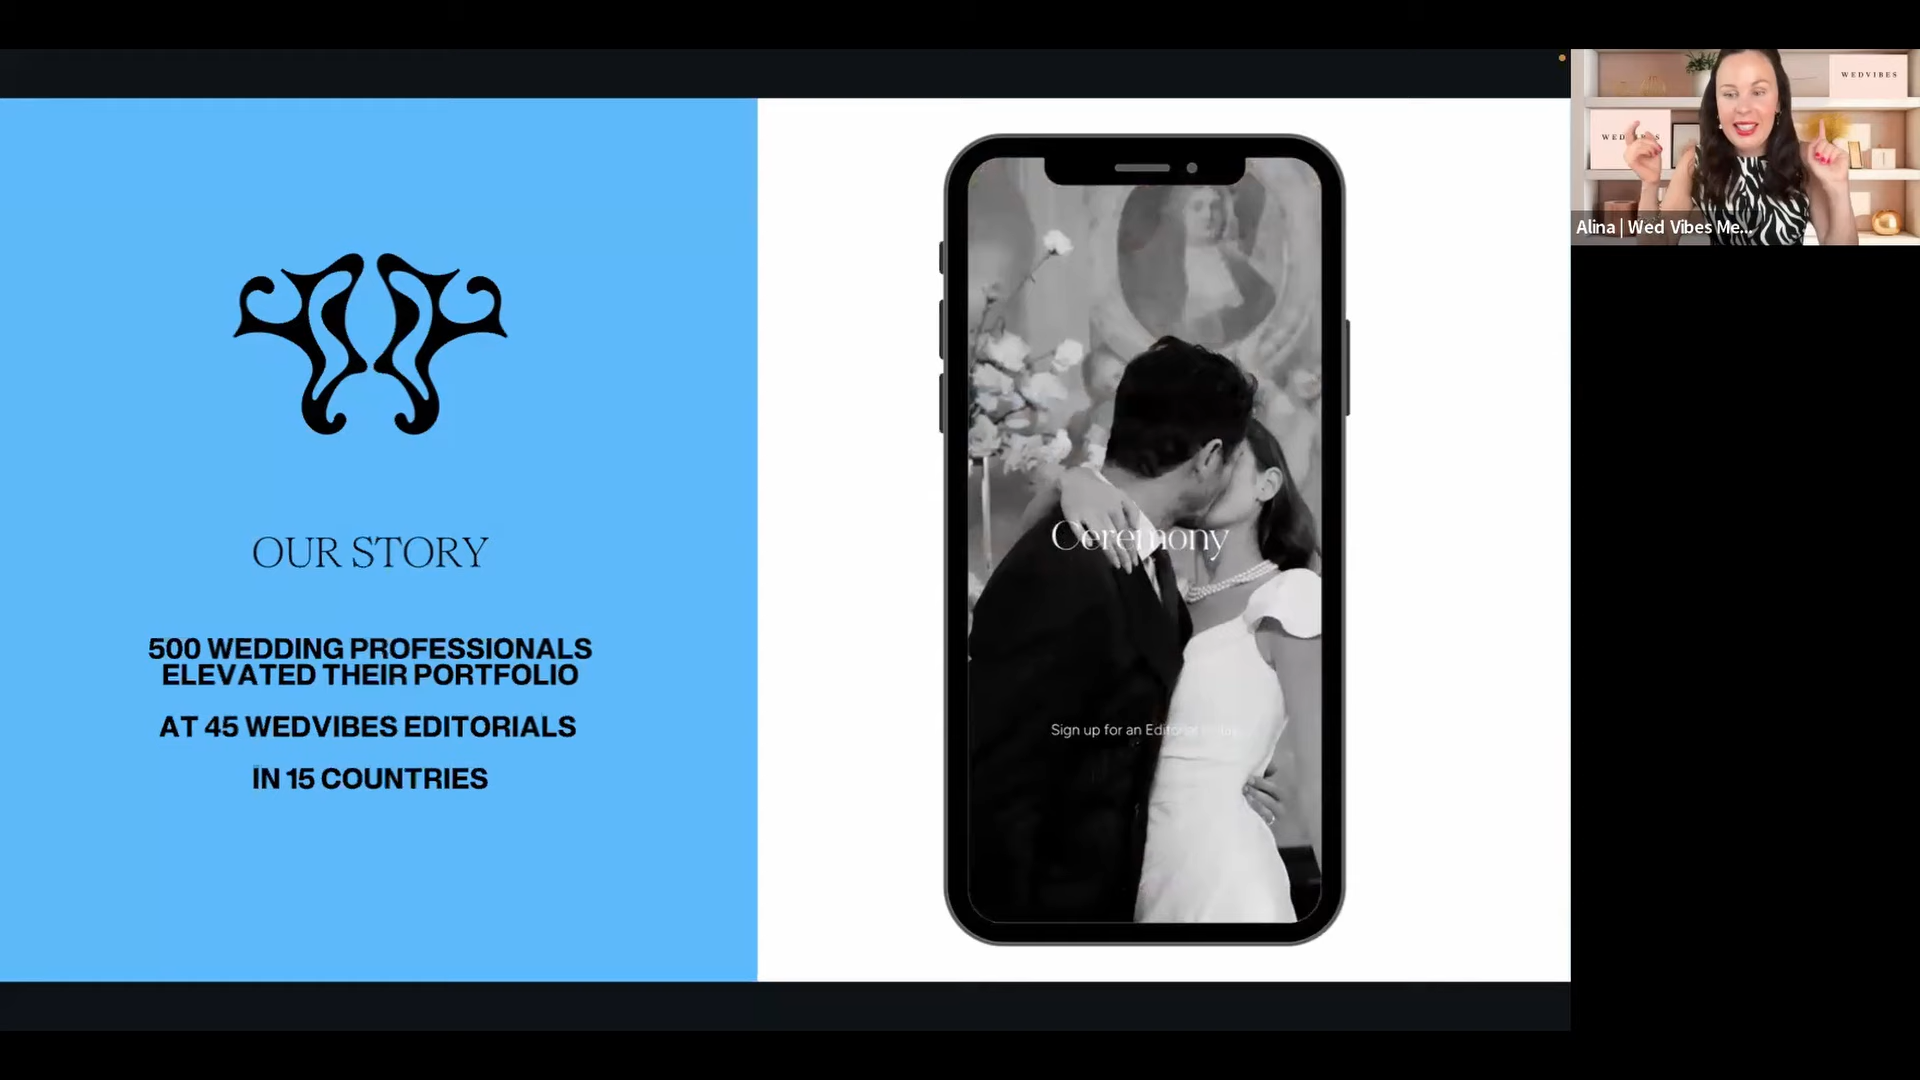 OUR STORY
500 WEDDING PROFESSIONALS
ELEVATED THEIR PORTFOLIO
AT 45 WEDVIBES EDITORIALS
IN 15 COUNTRIES
Ceremony
Sign up for an Editorial
WEDVIBES
Alina | Wed Vibes Me...